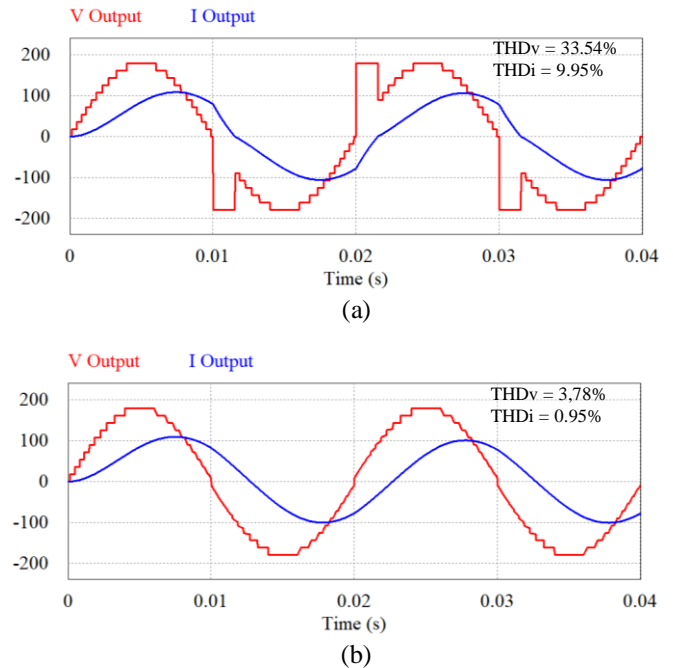 V Output I Output
THDv = 33.54%
THDi = 9.95%
200
100
0
-100
-200
0 0.01 0.02 0.03 0.04
Time (s)
(a)
V Output I Output
THDv = 3,78%
THDi = 0.95%
200
100
0
-100
-200
0 0.01 0.02 0.03 0.04
Time (s)
(b)